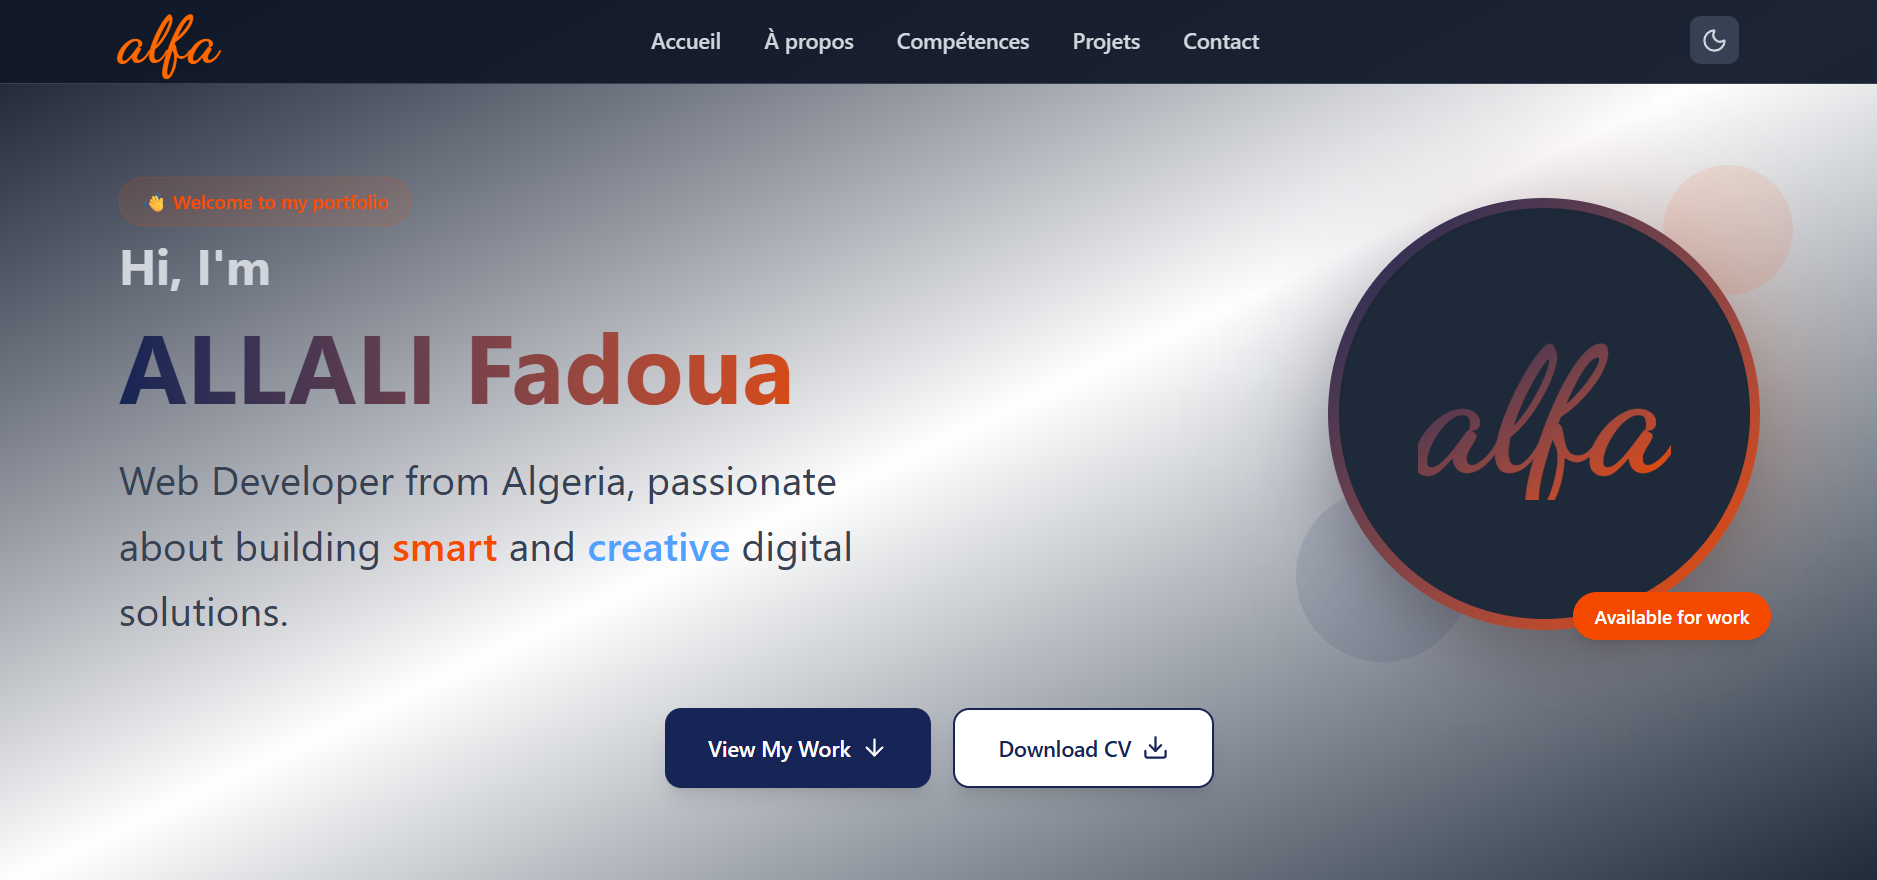 alfa
Accueil À propos Compétences Projets Contact
👋 Welcome to my portfolio
Hi, I'm
ALLALI Fadoua
Web Developer from Algeria, passionate
about building smart and creative digital
solutions.
alfa
Available for work
View My Work
Download CV